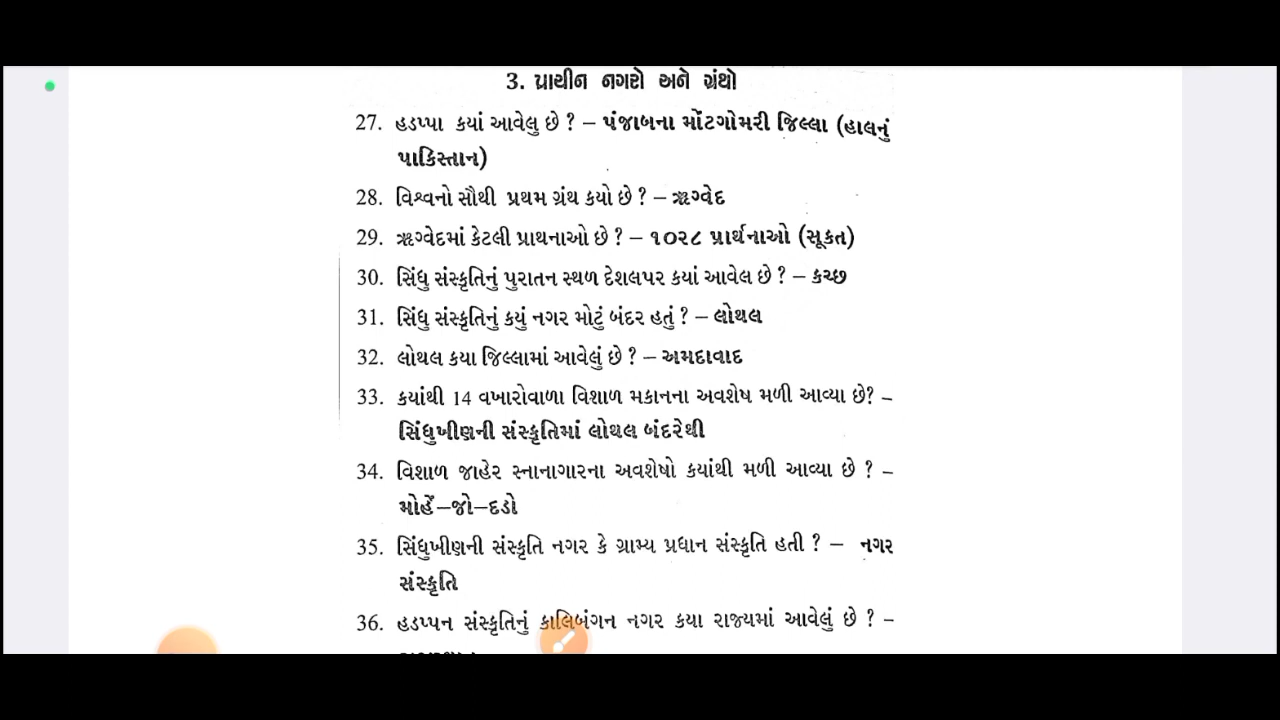 3. પ્રાચીન નગરો અને ગ્રંથો
27. હડપ્પા કયાં આવેલુ છે ? – પંજાબના મોંટગોમરી જિલ્લા (હાલનું
પાકિસ્તાન)
28. વિશ્વનો સૌથી પ્રથમ ગ્રંથ કયો છે ? – ઋગ્વેદ
29. ઋગ્વેદમાં કેટલી પ્રાથનાઓ છે ? – ૧૦૨૮ પ્રાર્થનાઓ (સૂકત)
30. સિંધુ સંસ્કૃતિનું પુરાતન સ્થળ દેશલપર કયાં આવેલ છે ? – કચ્છ
31. સિંધુ સંસ્કૃતિનું કયું નગર મોટું બંદર હતું ? – લોથલ
32. લોથલ કયા જિલ્લામાં આવેલું છે ? – અમદાવાદ
33. કયાંથી 14 વખારોવાળા વિશાળ મકાનના અવશેષ મળી આવ્યા છે? –
સિંધુખીણની સંસ્કૃતિમાં લોથલ બંદરેથી
34. વિશાળ જાહેર સ્નાનાગારના અવશેષો કયાંથી મળી આવ્યા છે ? –
મોહેં–જો–દડો
35. સિંધુખીણની સંસ્કૃતિ નગર કે ગ્રામ્ય પ્રધાન સંસ્કૃતિ હતી ? – નગર
સંસ્કૃતિ
36. હડપ્પન સંસ્કૃતિનું કાલિબંગન નગર કયા રાજ્યમાં આવેલું છે ? –